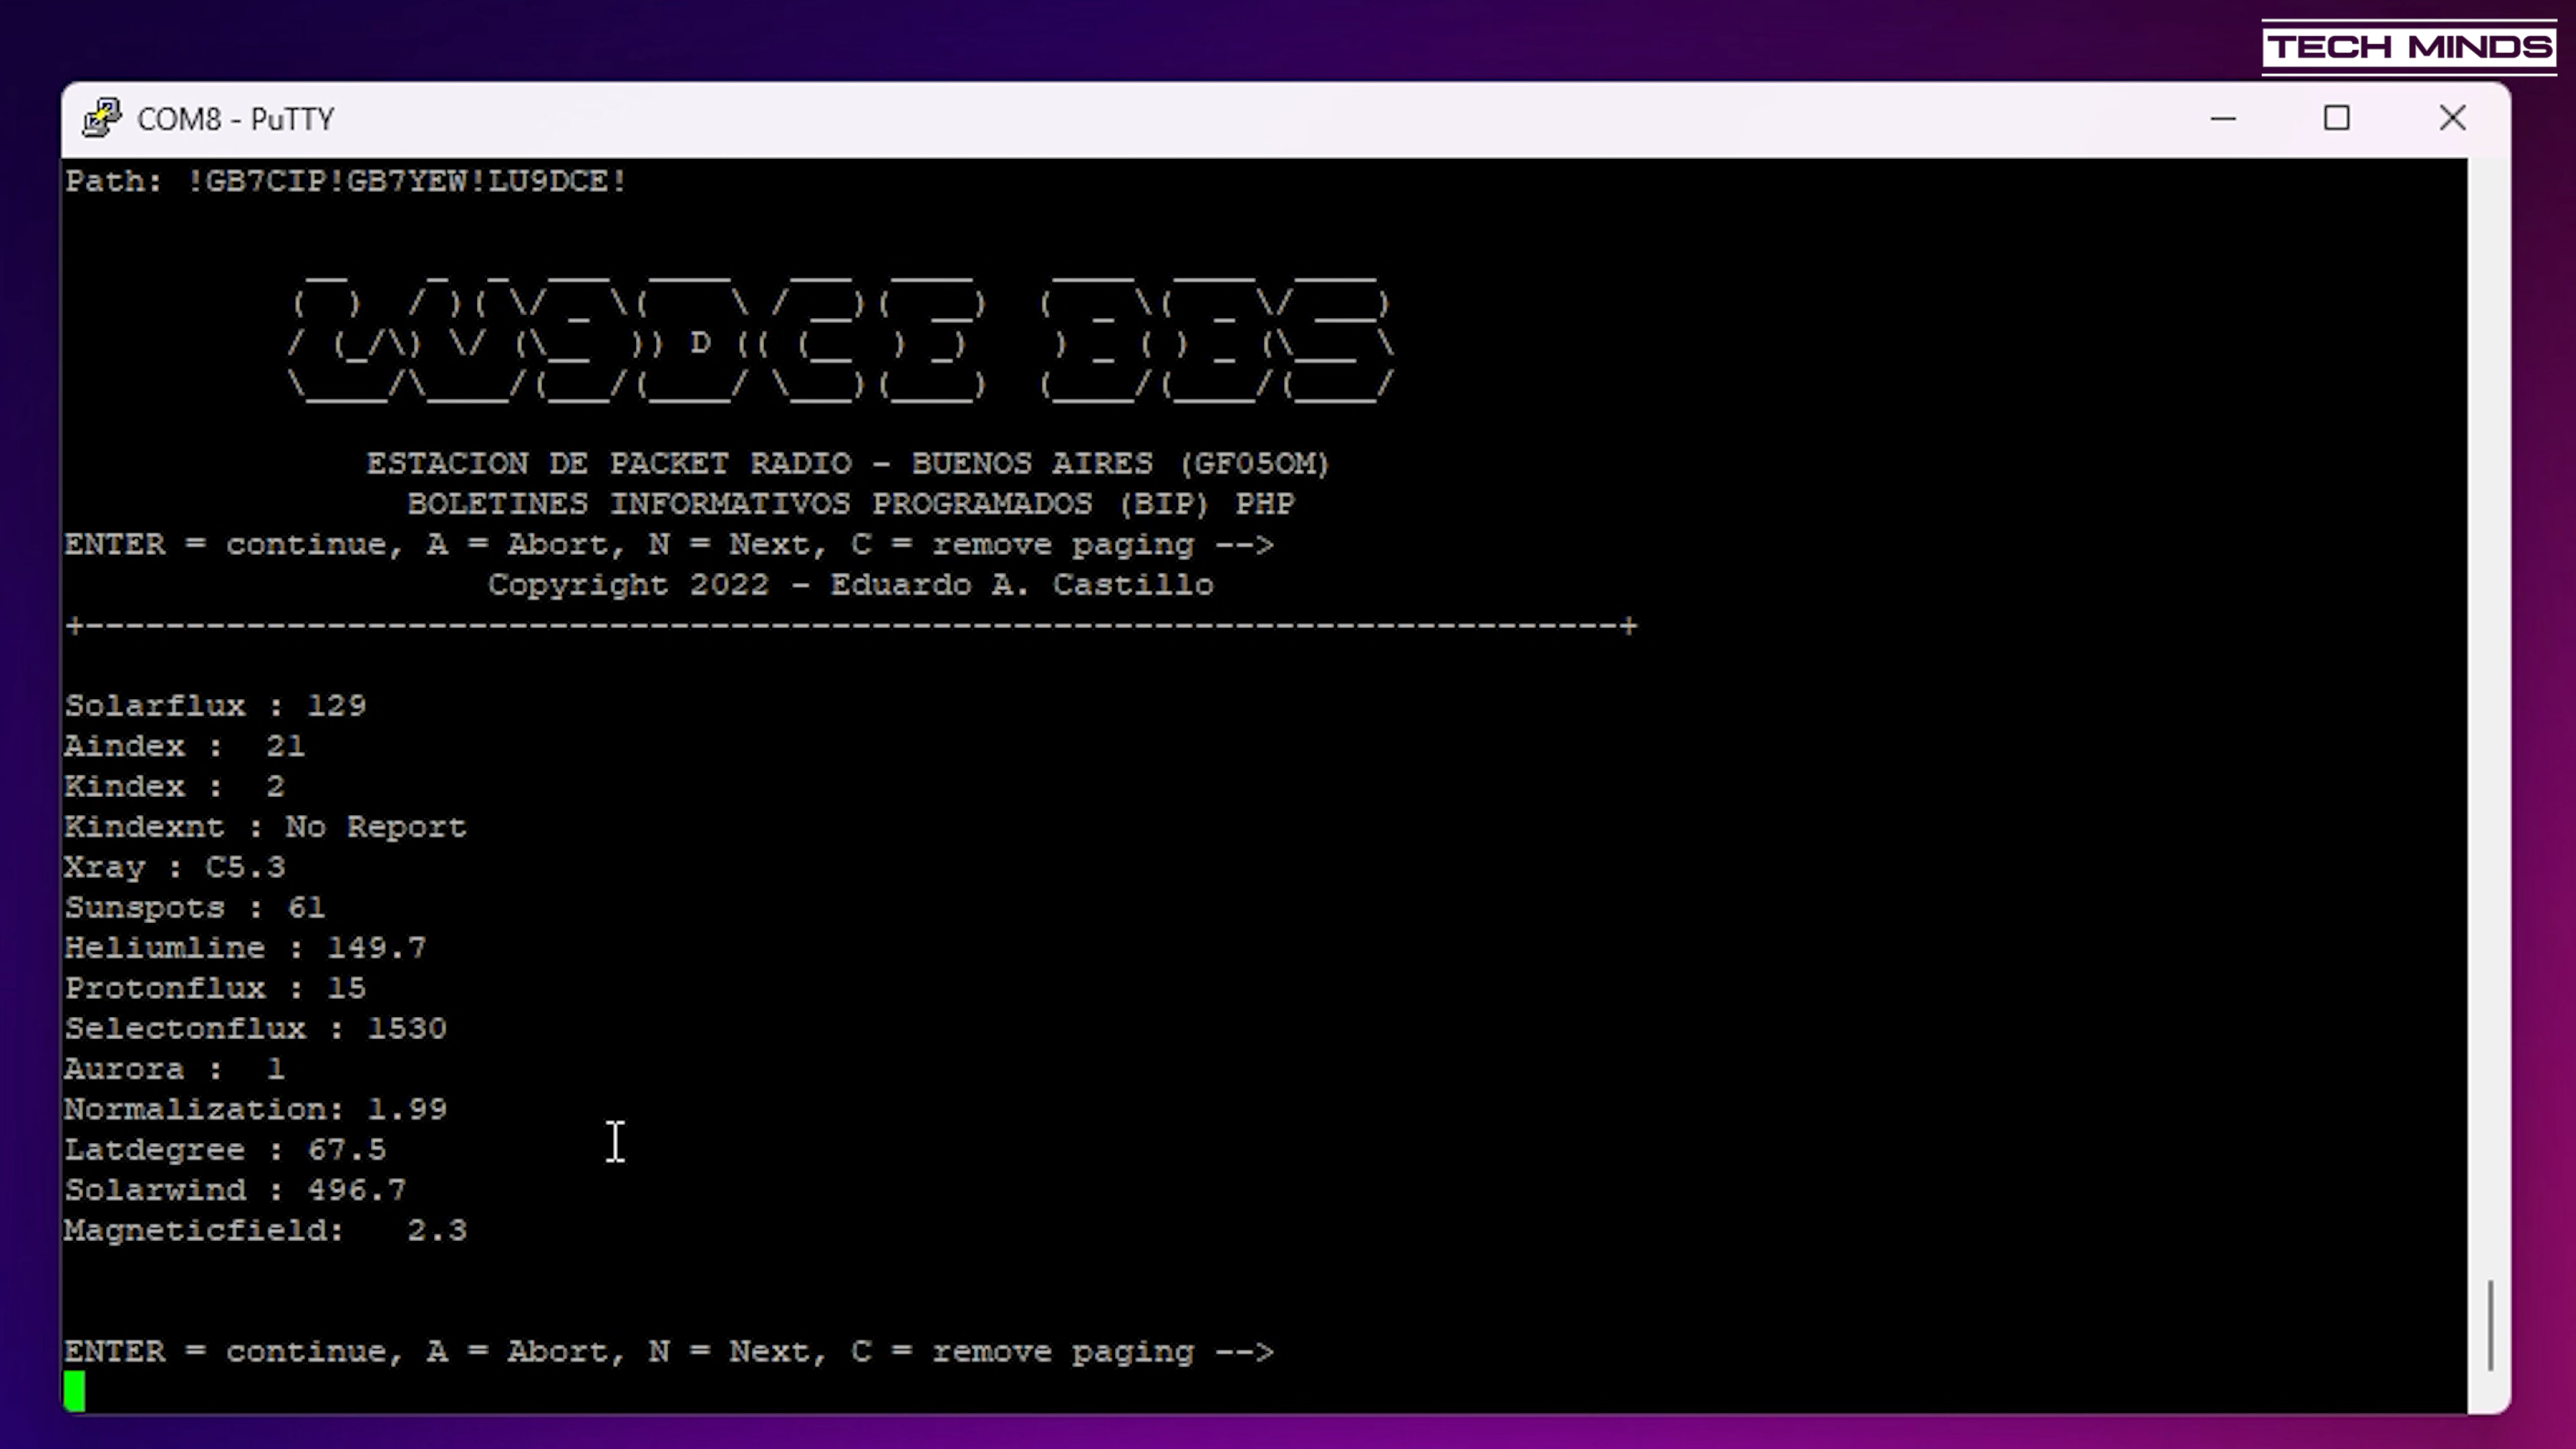 TECH MINDS
COM8 - PuTTY
Path: !GB7CIP!GB7YEW!LU9DCE!
LU9DCE BBS
ESTACION DE PACKET RADIO - BUENOS AIRES (GF05OM)
BOLETINES INFORMATIVOS PROGRAMADOS (BIP) PHP
ENTER = continue, A = Abort, N = Next, C = remove paging -->
Copyright 2022 - Eduardo A. Castillo
+----------------------------------------------------------------------------+
Solarflux : 129
Aindex :  21
Kindex :  2
Kindexnt : No Report
Xray : C5.3
Sunspots : 61
Heliumline : 149.7
Protonflux : 15
Selectonflux : 1530
Aurora :  1
Normalization: 1.99
Latdegree : 67.5
Solarwind : 496.7
Magneticfield:   2.3
ENTER = continue, A = Abort, N = Next, C = remove paging -->